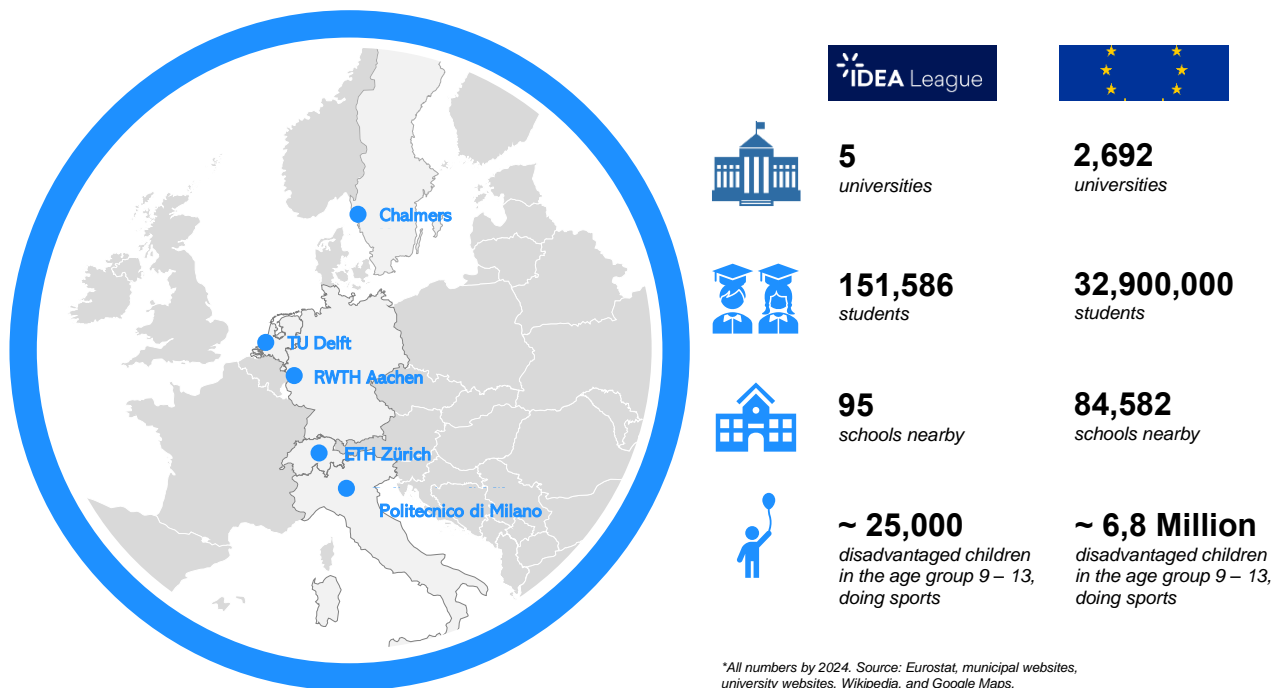 Chalmers
TU Delft
RWTH Aachen
ETH Zürich
Politecnico di Milano
IDEA League
5
universities
2,692
universities
151,586
students
32,900,000
students
95
schools nearby
84,582
schools nearby
~ 25,000
disadvantaged children
in the age group 9 – 13,
doing sports
~ 6,8 Million
disadvantaged children
in the age group 9 – 13,
doing sports
*All numbers by 2024. Source: Eurostat, municipal websites,
university websites, Wikipedia, and Google Maps.